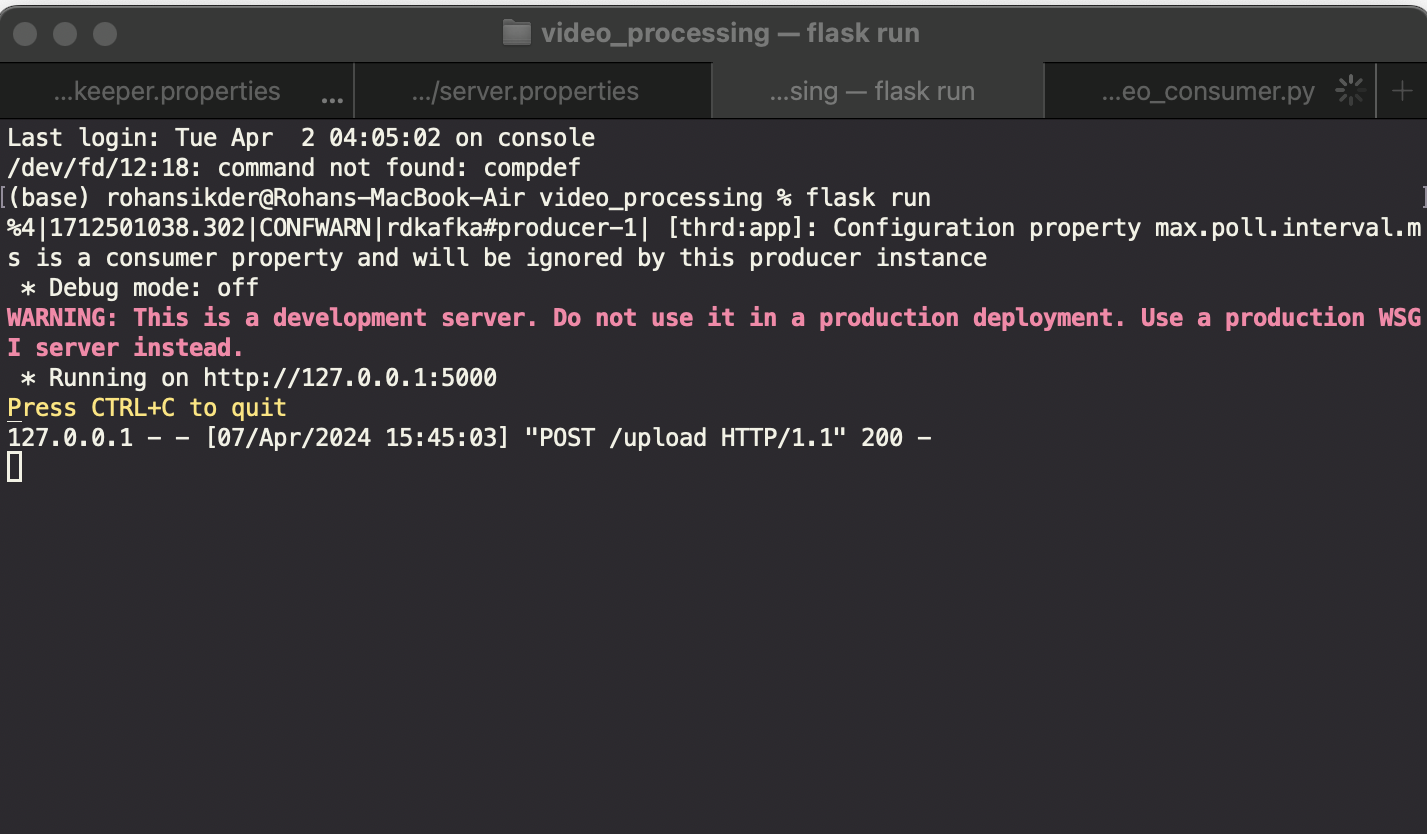 video_processing — flask run
...keeper.properties ... .../server.properties ...sing — flask run ...eo_consumer.py +
Last login: Tue Apr  2 04:05:02 on console
/dev/fd/12:18: command not found: compdef
[(base) rohansikder@Rohans-MacBook-Air video_processing % flask run ]
%4|1712501038.302|CONFWARN|rdkafka#producer-1| [thrd:app]: Configuration property max.poll.interval.m
s is a consumer property and will be ignored by this producer instance
 * Debug mode: off
WARNING: This is a development server. Do not use it in a production deployment. Use a production WSG
I server instead.
 * Running on http://127.0.0.1:5000
Press CTRL+C to quit
127.0.0.1 - - [07/Apr/2024 15:45:03] "POST /upload HTTP/1.1" 200 -